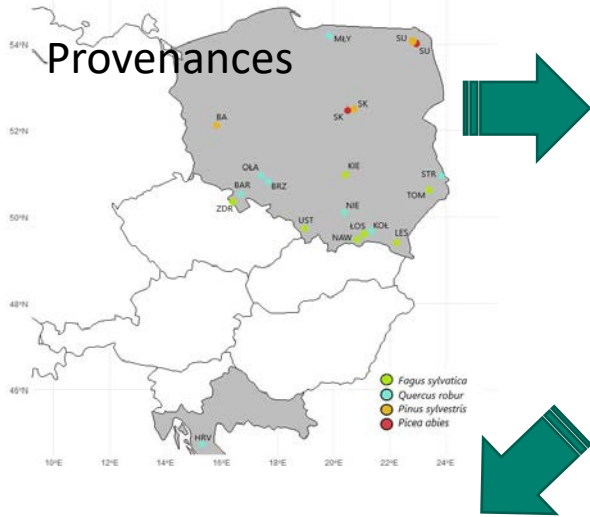 Provenances
54°N
MŁY
SU
SU
SK
SK
BA
52°N
OŁA
KIE
STR
BAR
BRZ
TOM
ZDR
NIE
50°N
UST
ŁOS
KOŁ
LES
NAW
48°N
46°N
Fagus sylvatica
Quercus robur
Pinus sylvestris
Picea abies
HRV
10°E
12°E
14°E
16°E
18°E
20°E
22°E
24°E